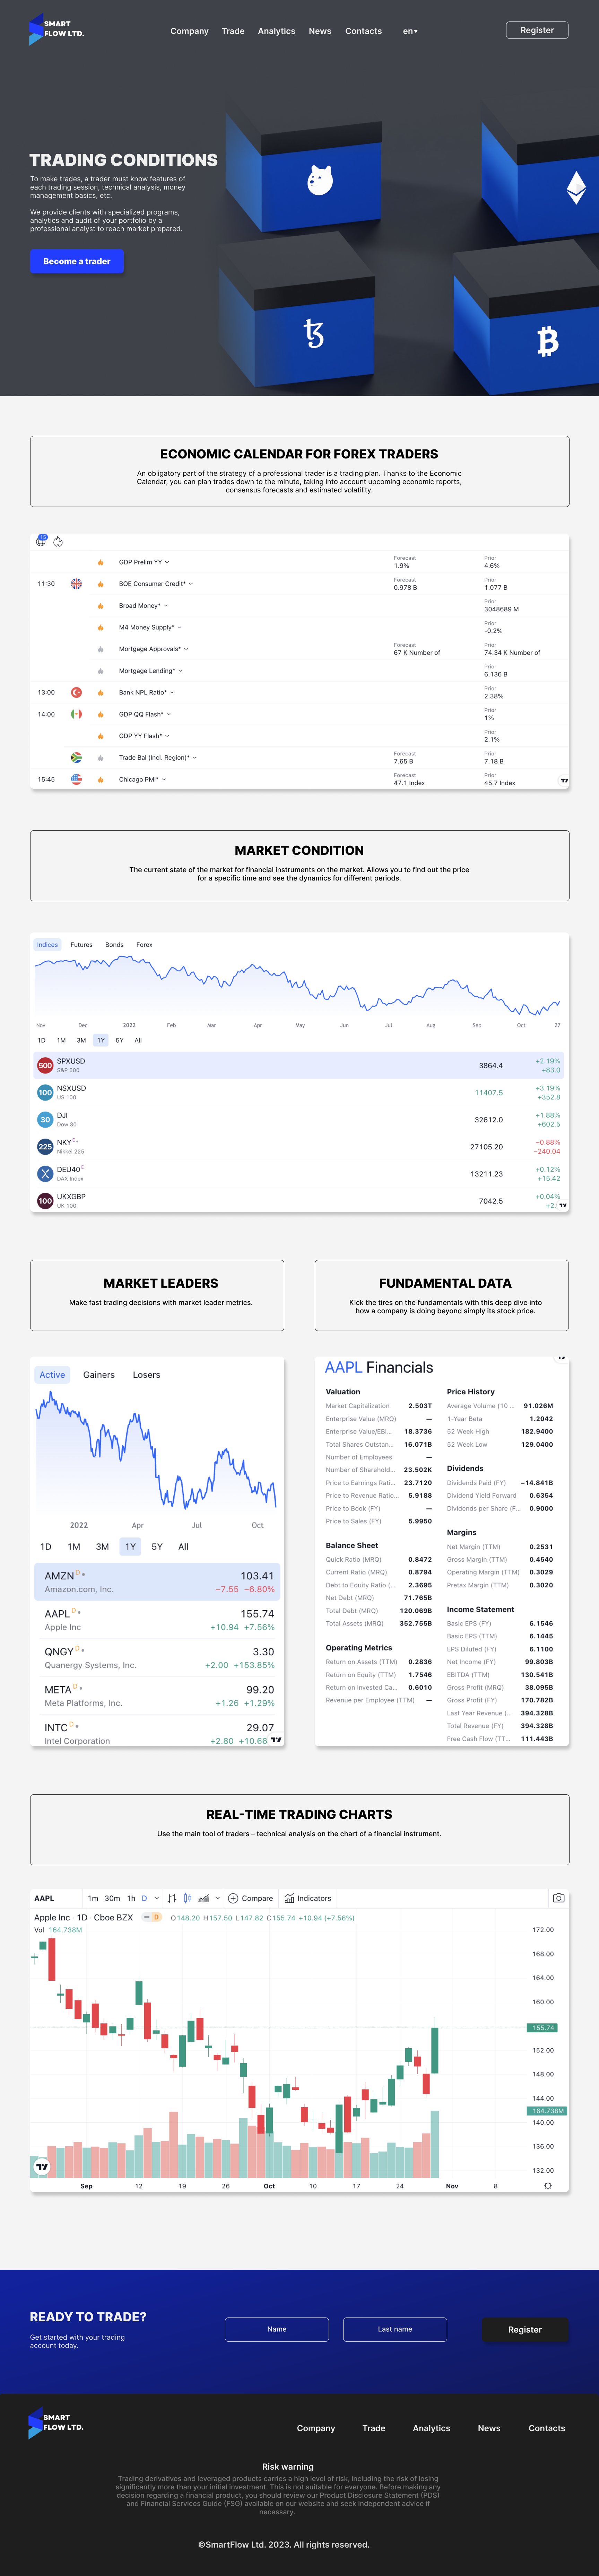 SMART
FLOW LTD.
Company Trade Analytics News Contacts en▾ Register
TRADING CONDITIONS
To make trades, a trader must know features of
each trading session, technical analysis, money
management basics, etc.
We provide clients with specialized programs,
analytics and audit of your portfolio by a
professional analyst to reach market prepared.
Become a trader
ECONOMIC CALENDAR FOR FOREX TRADERS
An obligatory part of the strategy of a professional trader is a trading plan. Thanks to the Economic
Calendar, you can plan trades down to the minute, taking into account upcoming economic reports,
consensus forecasts and estimated volatility.
GDP Prelim YY Forecast 1.9% Prior 4.6%
11:30 BOE Consumer Credit* Forecast 0.978 B Prior 1.077 B
Broad Money* Prior 3048689 M
M4 Money Supply* Prior -0.2%
Mortgage Approvals* Forecast 67 K Number of Prior 74.34 K Number of
Mortgage Lending* Prior 6.136 B
13:00 Bank NPL Ratio* Prior 2.38%
14:00 GDP QQ Flash* Prior 1%
GDP YY Flash* Prior 2.1%
Trade Bal (Incl. Region)* Forecast 7.65 B Prior 7.18 B
15:45 Chicago PMI* Forecast 47.1 Index Prior 45.7 Index
MARKET CONDITION
The current state of the market for financial instruments on the market. Allows you to find out the price
for a specific time and see the dynamics for different periods.
Indices Futures Bonds Forex
Nov Dec 2022 Feb Mar Apr May Jun Jul Aug Sep Oct 27
1D 1M 3M 1Y 5Y All
500 SPXUSD 3864.4 +2.19%
S&P 500 +83.0
100 NSXUSD 11407.5 +3.19%
US 100 +352.8
30 DJI 32612.0 +1.88%
Dow 30 +602.5
225 NKY 27105.20 −0.88%
Nikkei 225 −240.04
DEU40 13211.23 +0.12%
DAX Index +15.42
100 UKXGBP 7042.5 +0.04%
UK 100 +2.
MARKET LEADERS
Make fast trading decisions with market leader metrics.
FUNDAMENTAL DATA
Kick the tires on the fundamentals with this deep dive into
how a company is doing beyond simply its stock price.
Active Gainers Losers
2022 Apr Jul Oct
1D 1M 3M 1Y 5Y All
AMZN D 103.41
Amazon.com, Inc. −7.55 −6.80%
AAPL D 155.74
Apple Inc +10.94 +7.56%
QNGY D 3.30
Quanergy Systems, Inc. +2.00 +153.85%
META D 99.20
Meta Platforms, Inc. +1.26 +1.29%
INTC D 29.07
Intel Corporation +2.80 +10.66
AAPL Financials
Valuation
Market Capitalization 2.503T
Enterprise Value (MRQ) —
Enterprise Value/EBI... 18.3736
Total Shares Outstan... 16.071B
Number of Employees —
Number of Sharehold... 23.502K
Price to Earnings Rati... 23.7120
Price to Revenue Ratio... 5.9188
Price to Book (FY) —
Price to Sales (FY) 5.9950
Balance Sheet
Quick Ratio (MRQ) 0.8472
Current Ratio (MRQ) 0.8794
Debt to Equity Ratio (... 2.3695
Net Debt (MRQ) 71.765B
Total Debt (MRQ) 120.069B
Total Assets (MRQ) 352.755B
Operating Metrics
Return on Assets (TTM) 0.2836
Return on Equity (TTM) 1.7546
Return on Invested Ca... 0.6010
Revenue per Employee (TTM) —
Price History
Average Volume (10 ... 91.026M
1-Year Beta 1.2042
52 Week High 182.9400
52 Week Low 129.0400
Dividends
Dividends Paid (FY) −14.841B
Dividend Yield Forward 0.6354
Dividends per Share (F... 0.9000
Margins
Net Margin (TTM) 0.2531
Gross Margin (TTM) 0.4540
Operating Margin (TTM) 0.3029
Pretax Margin (TTM) 0.3020
Income Statement
Basic EPS (FY) 6.1546
Basic EPS (TTM) 6.1445
EPS Diluted (FY) 6.1100
Net Income (FY) 99.803B
EBITDA (TTM) 130.541B
Gross Profit (MRQ) 38.095B
Gross Profit (FY) 170.782B
Last Year Revenue (... 394.328B
Total Revenue (FY) 394.328B
Free Cash Flow (TT... 111.443B
REAL-TIME TRADING CHARTS
Use the main tool of traders – technical analysis on the chart of a financial instrument.
AAPL 1m 30m 1h D Compare Indicators
Apple Inc 1D Cboe BZX D O148.20 H157.50 L147.82 C155.74 +10.94 (+7.56%)
Vol 164.738M
172.00
168.00
164.00
160.00
155.74
152.00
148.00
144.00
164.738M
140.00
136.00
132.00
Sep 12 19 26 Oct 10 17 24 Nov 8
READY TO TRADE?
Get started with your trading
account today.
Name Last name Register
SMART
FLOW LTD.
Company Trade Analytics News Contacts
Risk warning
Trading derivatives and leveraged products carries a high level of risk, including the risk of losing
significantly more than your initial investment. This is not suitable for everyone. Before making any
decision regarding a financial product, you should review our Product Disclosure Statement (PDS)
and Financial Services Guide (FSG) available on our website and seek independent advice if
necessary.
©SmartFlow Ltd. 2023. All rights reserved.